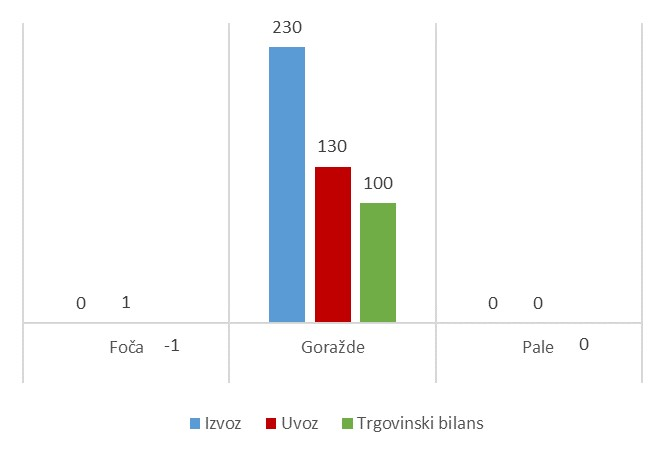 230
130
100
0 1
0 0
Foča -1
Goražde
Pale 0
Izvoz Uvoz Trgovinski bilans